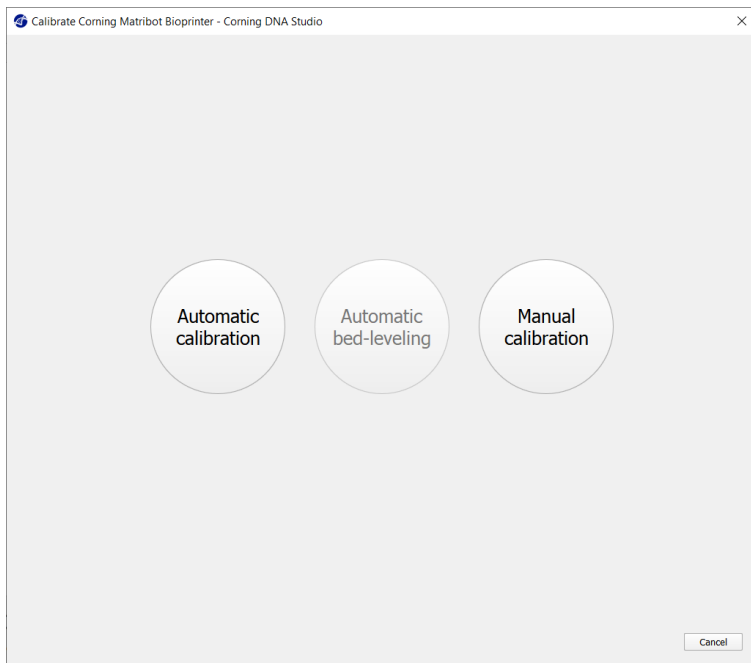 Calibrate Corning Matribot Bioprinter - Corning DNA Studio
Automatic
calibration
Automatic
bed-leveling
Manual
calibration
Cancel